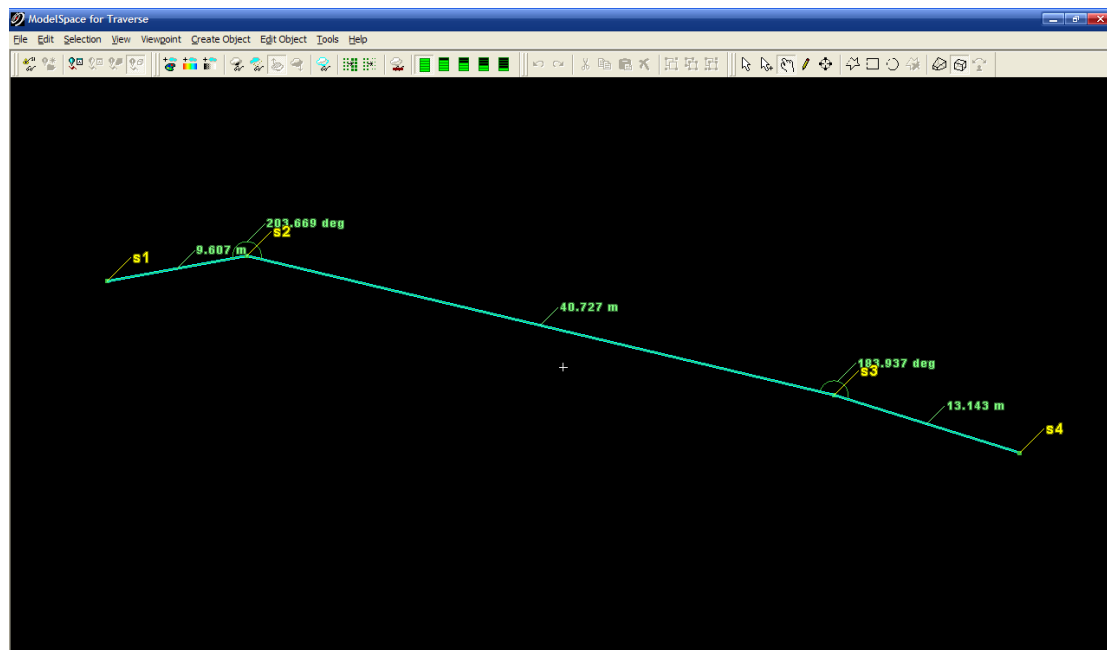 ModelSpace for Traverse
File Edit Selection View Viewpoint Create Object Edit Object Tools Help
203.669 deg
s2
9.607 m
s1
40.727 m
183.937 deg
s3
13.143 m
s4